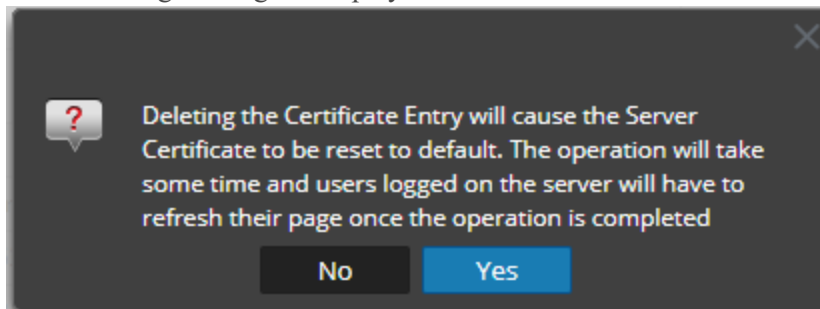 ?
Deleting the Certificate Entry will cause the Server
Certificate to be reset to default. The operation will take
some time and users logged on the server will have to
refresh their page once the operation is completed
No Yes